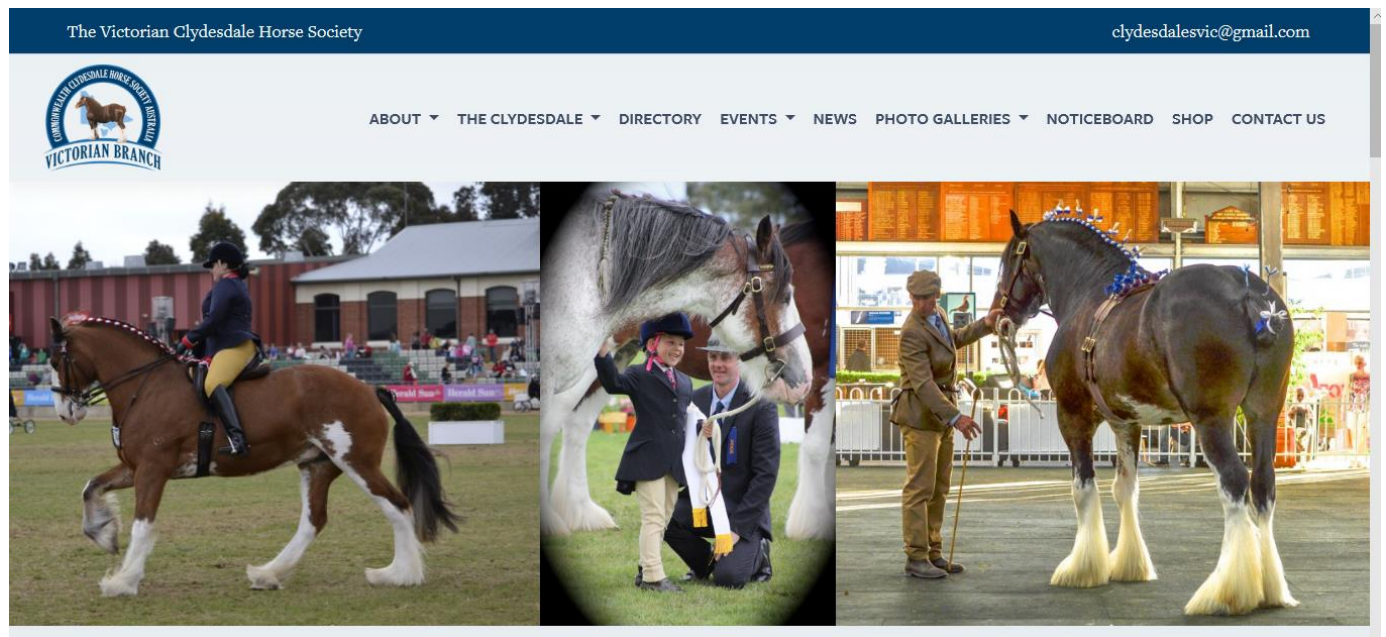 The Victorian Clydesdale Horse Society
clydesdalesvic@gmail.com
COMMONWEALTH CLYDESDALE HORSE SOCIETY AUSTRALIA
VICTORIAN BRANCH
ABOUT
THE CLYDESDALE
DIRECTORY
EVENTS
NEWS
PHOTO GALLERIES
NOTICEBOARD
SHOP
CONTACT US
Herald Sun
Herald Sun